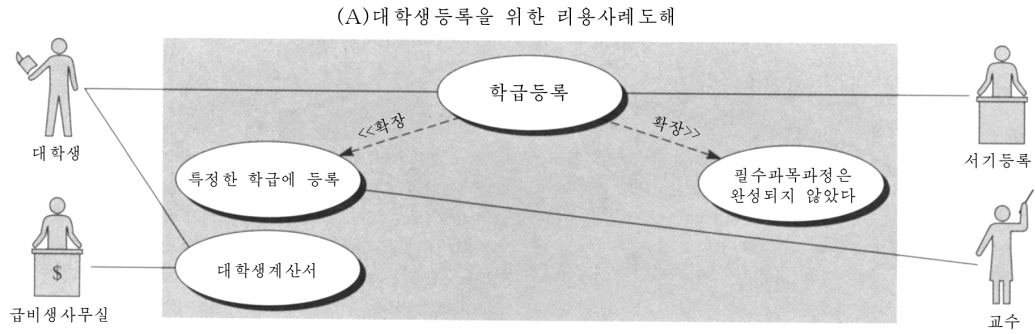 (A)대학생등록을 위한 리용사례도해
학급등록
<<확장
확장>>
대학생
서기등록
특정한 학급에 등록
필수과목과정은
완성되지 않았다
대학생계산서
$
급비생사무실
교수